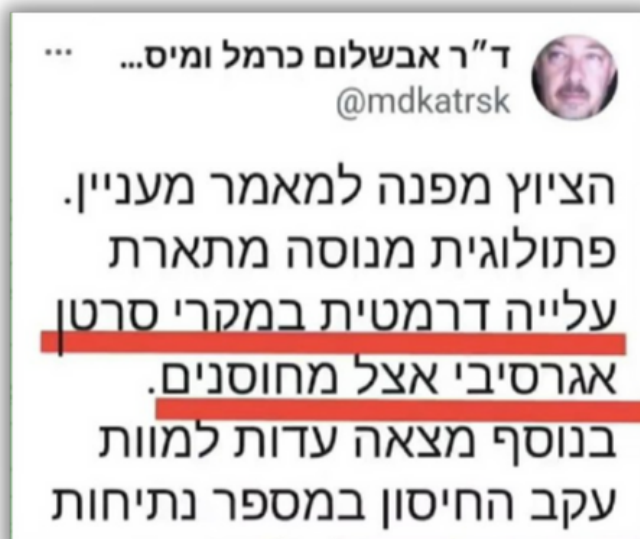 ד״ר אבשלום כרמל ומיס...
@mdkatrsk
הציוץ מפנה למאמר מעניין.
פתולוגית מנוסה מתארת
עלייה דרמטית במקרי סרטן
אגרסיבי אצל מחוסנים.
בנוסף מצאה עדות למוות
עקב החיסון במספר נתיחות